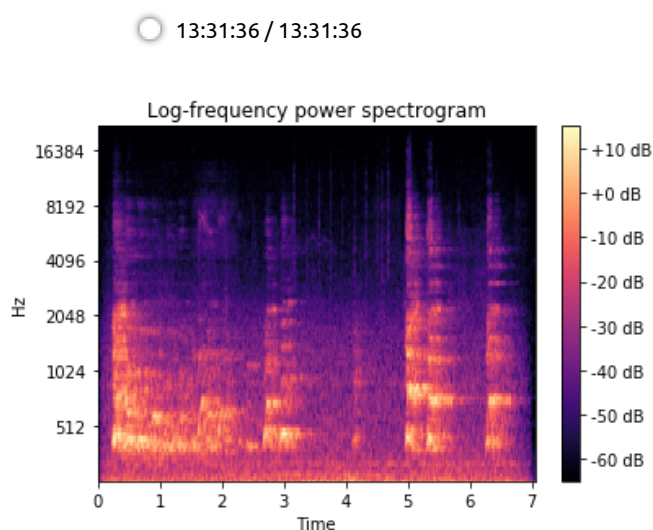 13:31:36 / 13:31:36
Log-frequency power spectrogram
16384
8192
4096
2048
1024
512
Hz
0 1 2 3 4 5 6 7
Time
+10 dB
+0 dB
-10 dB
-20 dB
-30 dB
-40 dB
-50 dB
-60 dB